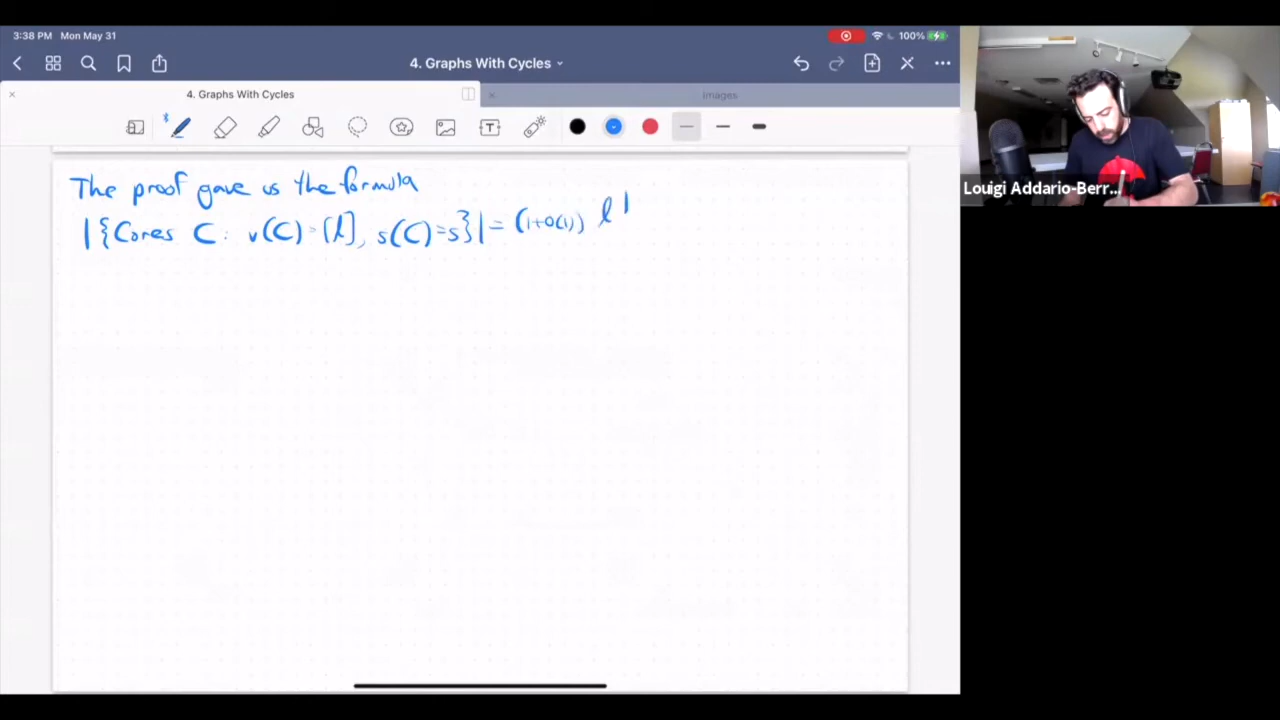 3:38 PM Mon May 31
100%
4. Graphs With Cycles
4. Graphs With Cycles
Images
The proof gave us the formula
|{Cores C: v(C)=[l], s(C)=s}| = (1+o(1)) l
Louigi Addario-Berr...